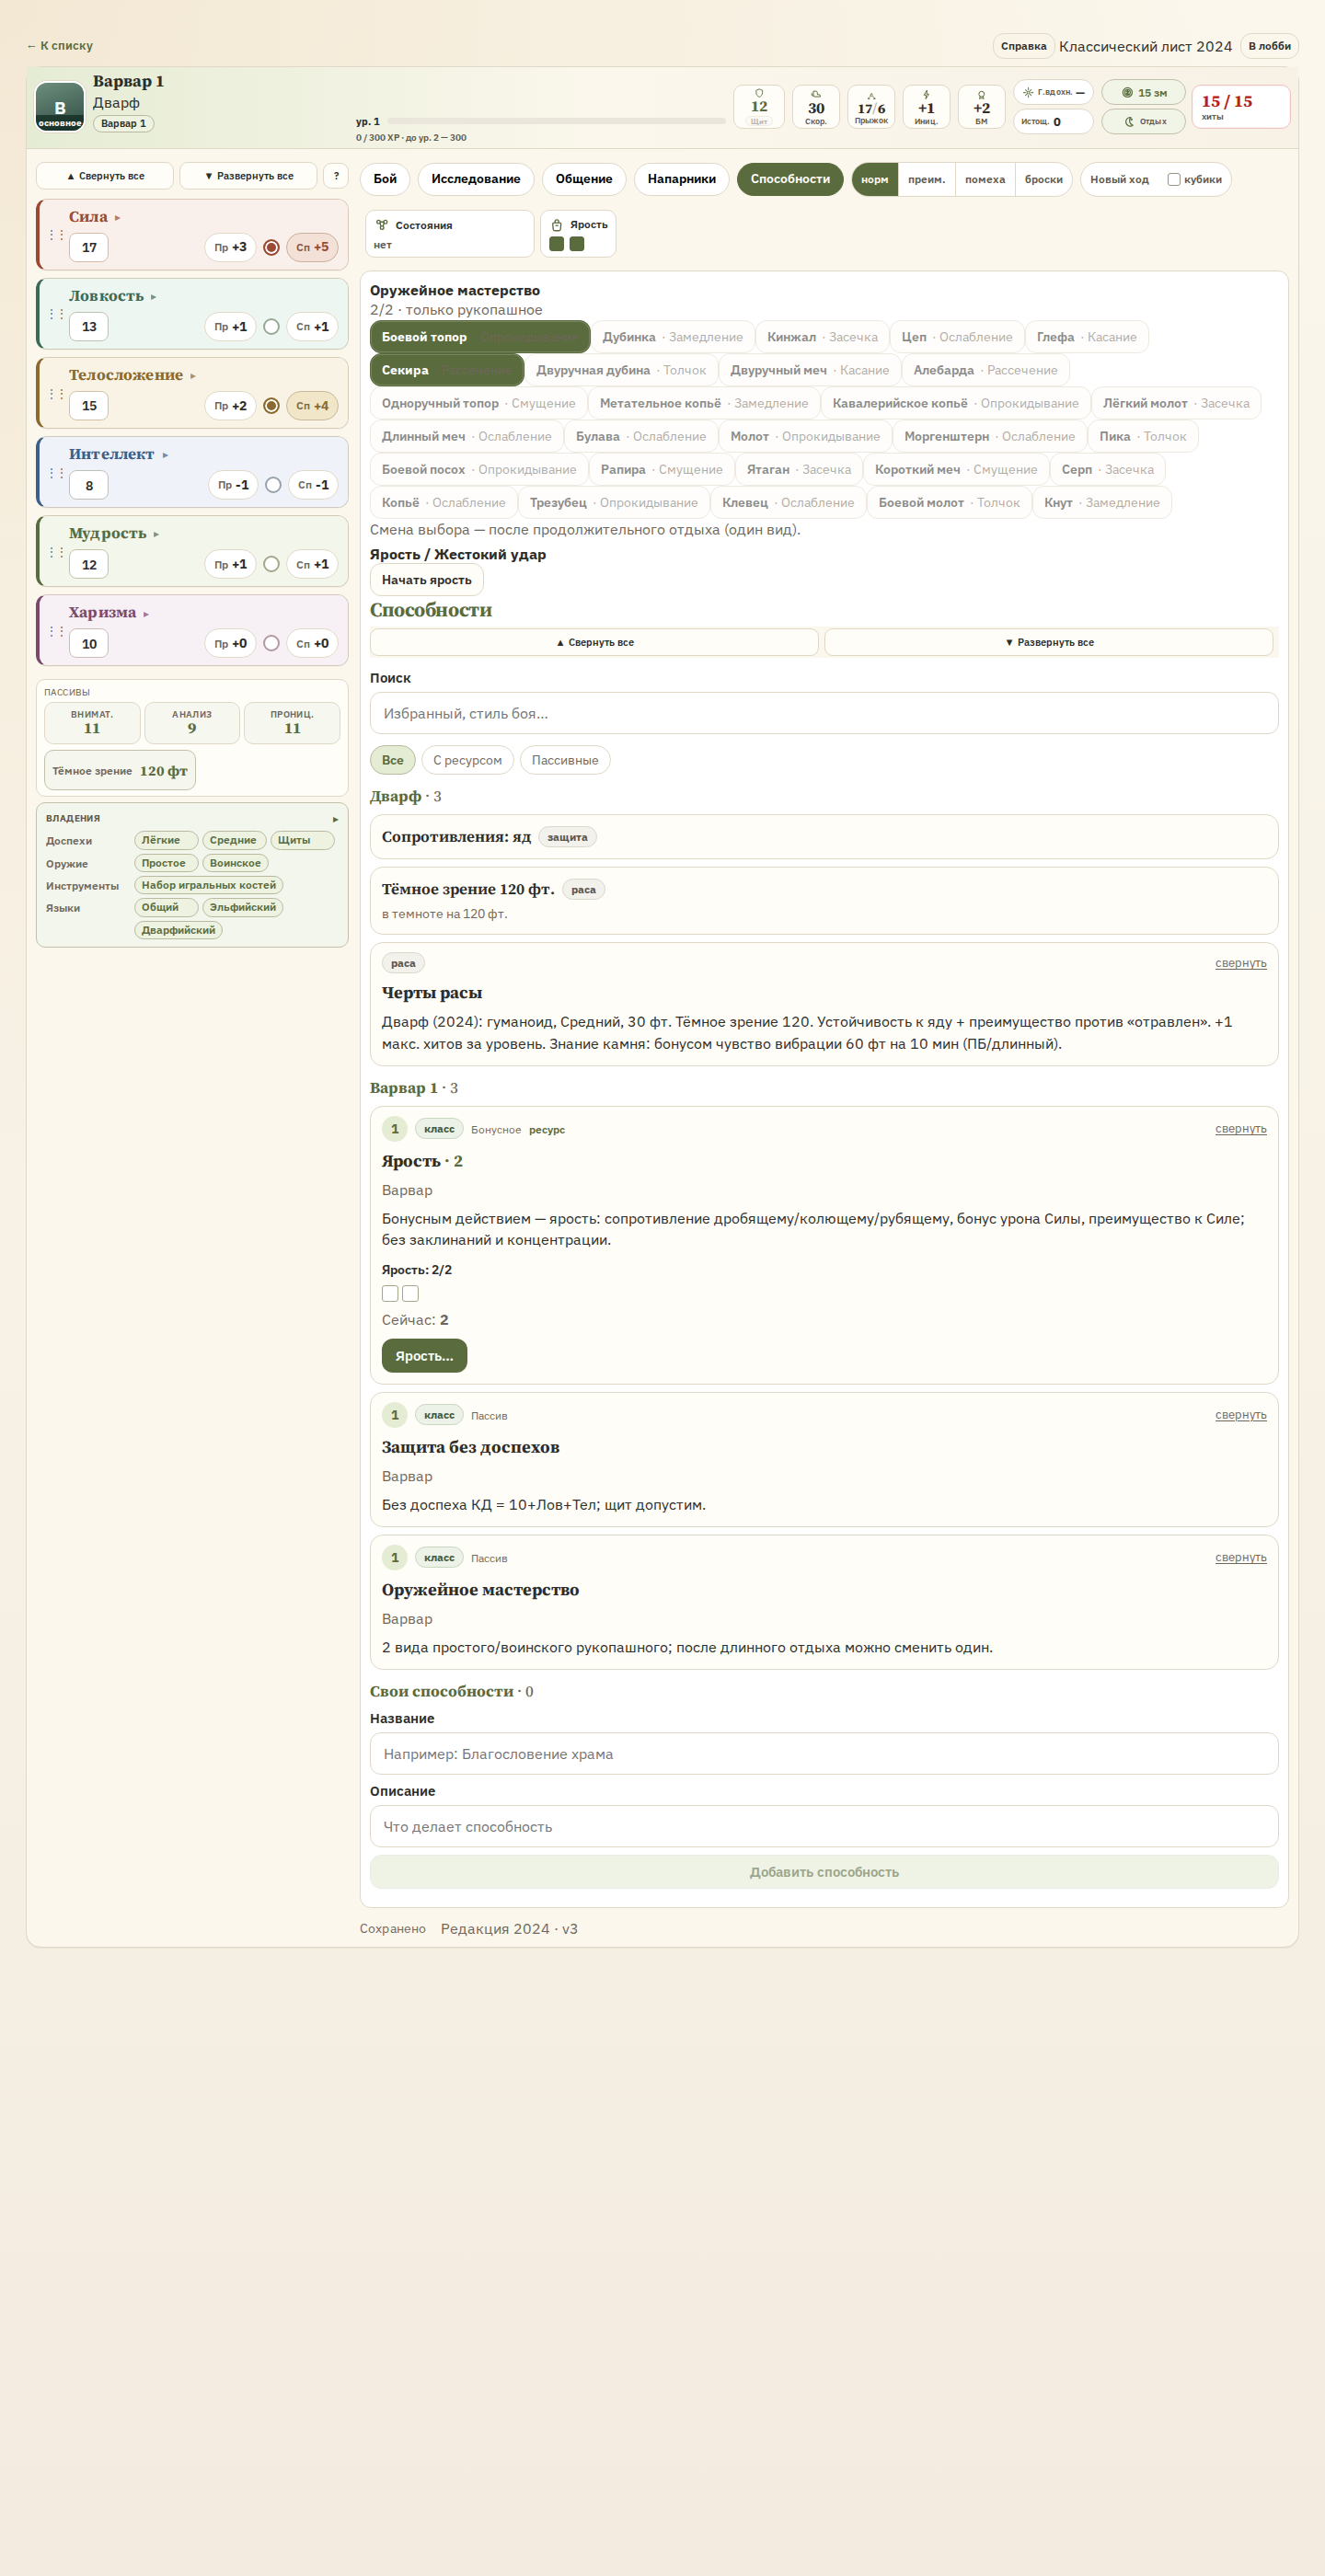 ← К списку
Справка Классический лист 2024 В лобби
В
основное
Варвар 1
Дварф
Варвар 1
ур. 1
0 / 300 XP · до ур. 2 — 300
12
Щит
30
Скор.
17/6
Прыжок
+1
Иниц.
+2
БМ
Г.вдохн. —
Истощ. 0
15 зм
Отдых
15 / 15
хиты
▲ Свернуть все ▼ Развернуть все ?
Сила ▸
17 Пр +3 Сп +5
Ловкость ▸
13 Пр +1 Сп +1
Телосложение ▸
15 Пр +2 Сп +4
Интеллект ▸
8 Пр -1 Сп -1
Мудрость ▸
12 Пр +1 Сп +1
Харизма ▸
10 Пр +0 Сп +0
ПАССИВЫ
ВНИМАТ. АНАЛИЗ ПРОНИЦ.
11 9 11
Тёмное зрение 120 фт
ВЛАДЕНИЯ ▸
Доспехи Лёгкие Средние Щиты
Оружие Простое Воинское
Инструменты Набор игральных костей
Языки Общий Эльфийский
Дварфийский
Бой Исследование Общение Напарники Способности норм преим. помеха броски Новый ход кубики
Состояния
нет
Ярость
Оружейное мастерство
2/2 · только рукопашное
Боевой топор Дубинка · Замедление Кинжал · Засечка Цеп · Ослабление Глефа · Касание
Секира Двуручная дубина · Толчок Двуручный меч · Касание Алебарда · Рассечение
Одноручный топор · Смущение Метательное копьё · Замедление Кавалерийское копьё · Опрокидывание Лёгкий молот · Засечка
Длинный меч · Ослабление Булава · Ослабление Молот · Опрокидывание Моргенштерн · Ослабление Пика · Толчок
Боевой посох · Опрокидывание Рапира · Смущение Ятаган · Засечка Короткий меч · Смущение Серп · Засечка
Копьё · Ослабление Трезубец · Опрокидывание Клевец · Ослабление Боевой молот · Толчок Кнут · Замедление
Смена выбора — после продолжительного отдыха (один вид).
Ярость / Жестокий удар
Начать ярость
Способности
▲ Свернуть все ▼ Развернуть все
Поиск
Избранный, стиль боя…
Все С ресурсом Пассивные
Дварф · 3
Сопротивления: яд защита
Тёмное зрение 120 фт. раса
в темноте на 120 фт.
раса свернуть
Черты расы
Дварф (2024): гуманоид, Средний, 30 фт. Тёмное зрение 120. Устойчивость к яду + преимущество против «отравлен». +1
макс. хитов за уровень. Знание камня: бонусом чувство вибрации 60 фт на 10 мин (ПБ/длинный).
Варвар 1 · 3
1 класс Бонусное ресурс свернуть
Ярость · 2
Варвар
Бонусным действием — ярость: сопротивление дробящему/колющему/рубящему, бонус урона Силы, преимущество к Силе;
без заклинаний и концентрации.
Ярость: 2/2
Сейчас: 2
Ярость…
1 класс Пассив свернуть
Защита без доспехов
Варвар
Без доспеха КД = 10+Лов+Тел; щит допустим.
1 класс Пассив свернуть
Оружейное мастерство
Варвар
2 вида простого/воинского рукопашного; после длинного отдыха можно сменить один.
Свои способности · 0
Название
Например: Благословение храма
Описание
Что делает способность
Добавить способность
Сохранено Редакция 2024 · v3